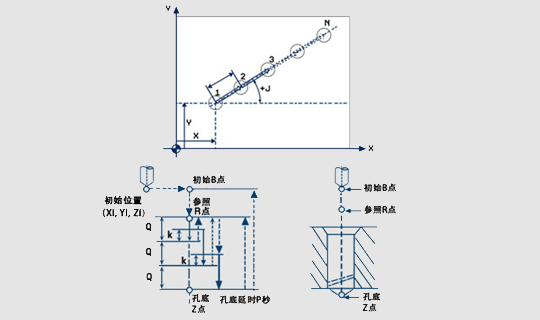 Y
N
3
2
1
+J
Y
X
X
初始B点
初始B点
初始位置
(XI, YI, ZI)
参照
R点
参照R点
Q
k
Q
k
Q
孔底
Z点
孔底延时P秒
孔底
Z点